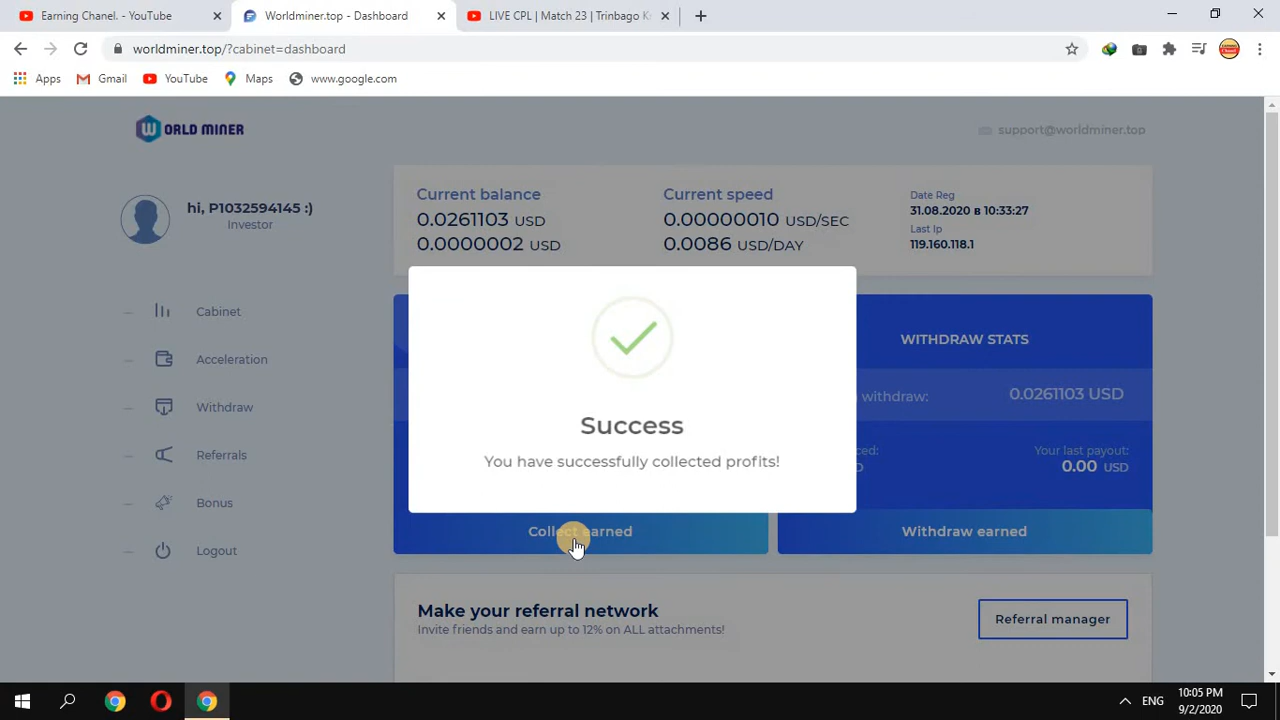 Earning Chanel. - YouTube
Worldminer.top - Dashboard
LIVE CPL | Match 23 | Trinbago K
worldminer.top/?cabinet=dashboard
Apps
Gmail
YouTube
Maps
www.google.com
WORLD MINER
support@worldminer.top
hi, P1032594145 :)
Investor
Current balance
0.0261103 USD
0.0000002 USD
Current speed
0.00000010 USD/SEC
0.0086 USD/DAY
Date Reg
31.08.2020 в 10:33:27
Last Ip
119.160.118.1
Cabinet
Acceleration
Withdraw
Referrals
Bonus
Logout
WITHDRAW STATS
withdraw:
0.0261103 USD
Your last payout:
0.00 USD
Success
You have successfully collected profits!
Collect earned
Withdraw earned
Make your referral network
Invite friends and earn up to 12% on ALL attachments!
Referral manager
ENG
10:05 PM
9/2/2020